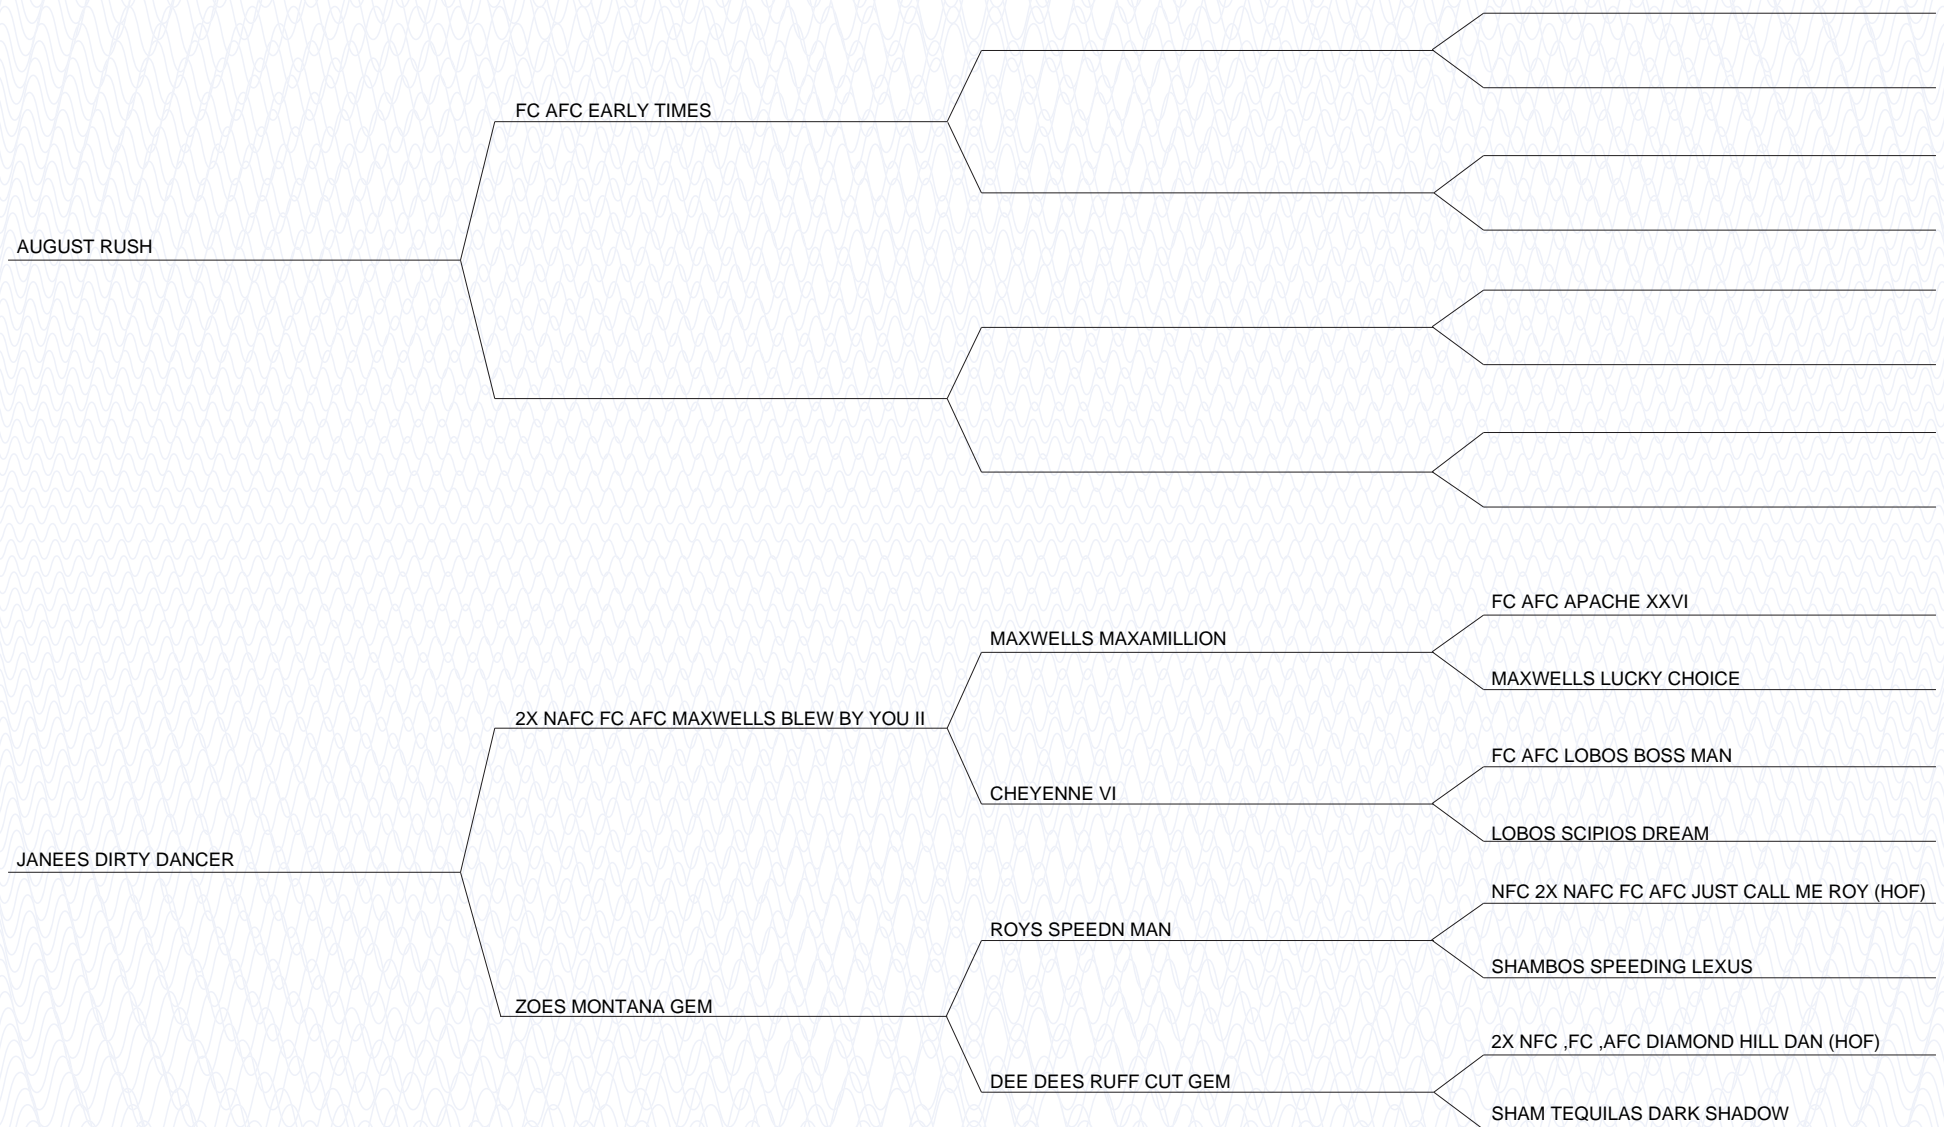 FC AFC EARLY TIMES
AUGUST RUSH
FC AFC APACHE XXVI
MAXWELLS MAXAMILLION
MAXWELLS LUCKY CHOICE
2X NAFC FC AFC MAXWELLS BLEW BY YOU II
FC AFC LOBOS BOSS MAN
CHEYENNE VI
LOBOS SCIPIOS DREAM
JANEES DIRTY DANCER
NFC 2X NAFC FC AFC JUST CALL ME ROY (HOF)
ROYS SPEEDN MAN
SHAMBOS SPEEDING LEXUS
ZOES MONTANA GEM
2X NFC ,FC ,AFC DIAMOND HILL DAN (HOF)
DEE DEES RUFF CUT GEM
SHAM TEQUILAS DARK SHADOW